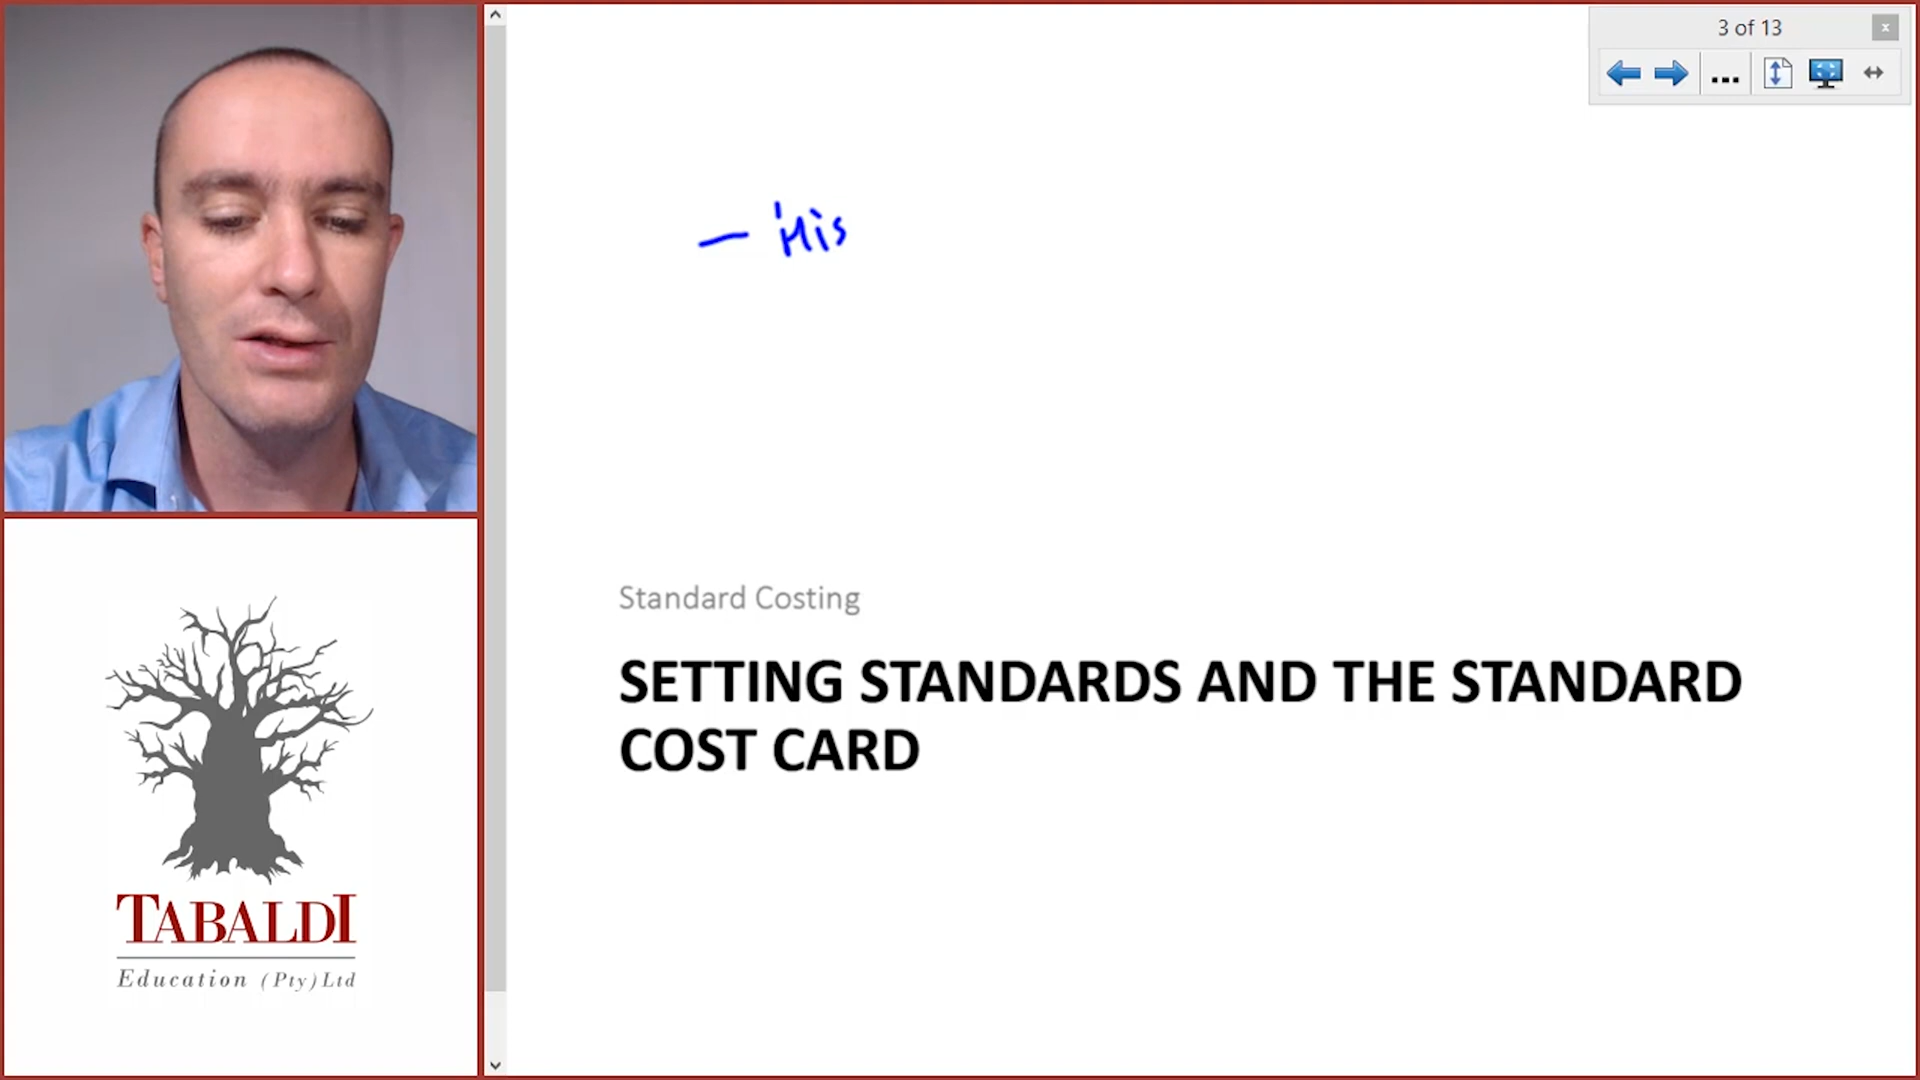 3 of 13
- His
Standard Costing
SETTING STANDARDS AND THE STANDARD
COST CARD
TABALDI
Education (Pty) Ltd